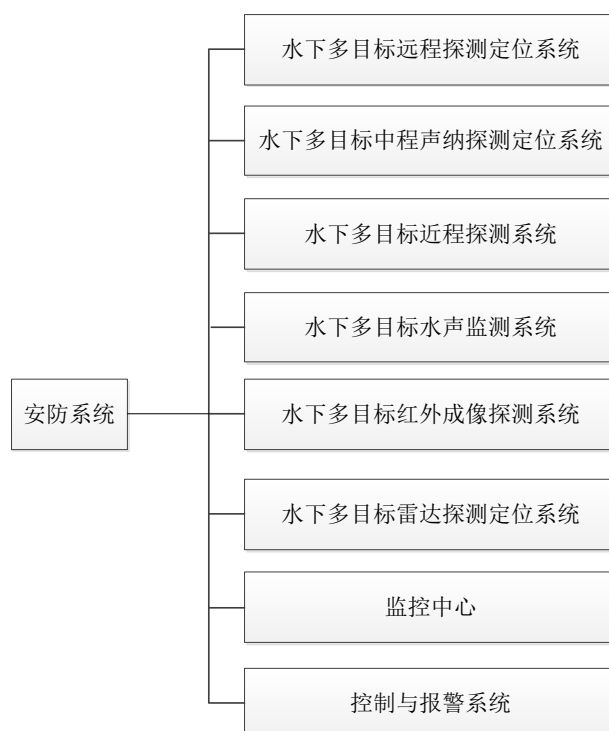 水下多目标远程探测定位系统
水下多目标中程声纳探测定位系统
水下多目标近程探测系统
水下多目标水声监测系统
安防系统
水下多目标红外成像探测系统
水下多目标雷达探测定位系统
监控中心
控制与报警系统